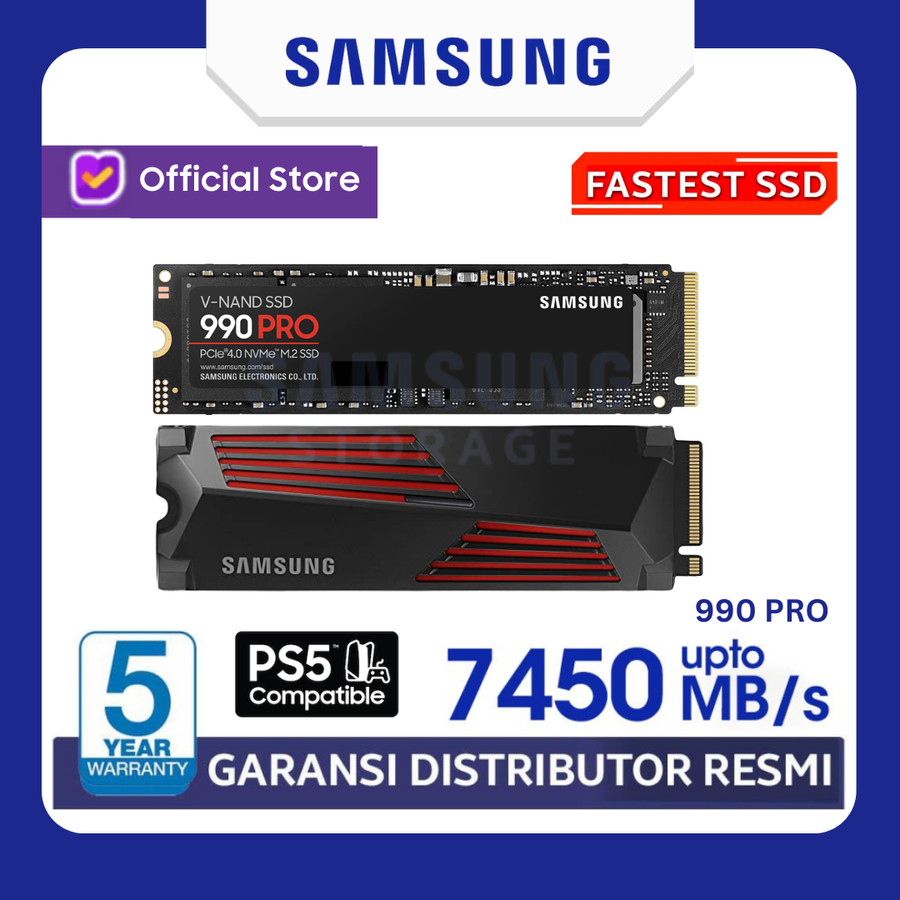 SAMSUNG
Official Store
FASTEST SSD
V-NAND SSD
990 PRO
PCIe® 4.0 NVMe™ M.2 SSD
www.samsung.com/ssd
SAMSUNG ELECTRONICS CO., LTD.
SAMSUNG
SAMSUNG
STORAGE
SAMSUNG
990 PRO
5
YEAR
WARRANTY
PS5™
Compatible
7450 upto
MB/s
GARANSI DISTRIBUTOR RESMI